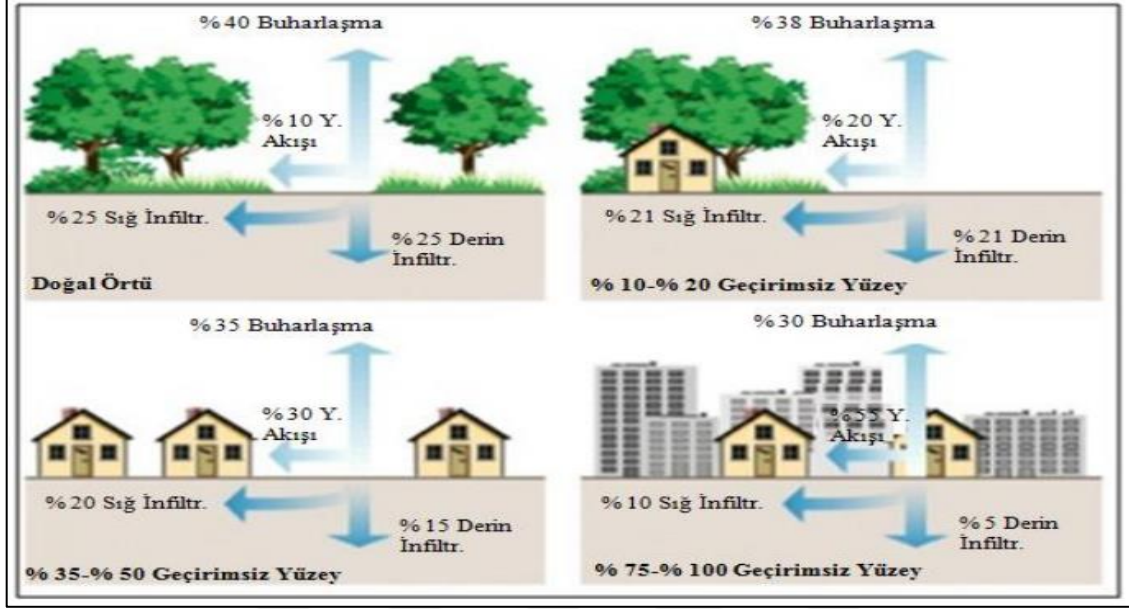 %40 Buharlaşma
%10 Y.
Akışı
%25 Sığ İnfiltr.
%25 Derin
İnfiltr.
Doğal Örtü
%38 Buharlaşma
%20 Y.
Akışı
%21 Sığ İnfiltr.
%21 Derin
İnfiltr.
% 10-% 20 Geçirimsiz Yüzey
%35 Buharlaşma
%30 Y.
Akışı
%20 Sığ İnfiltr.
%15 Derin
İnfiltr.
% 35-% 50 Geçirimsiz Yüzey
%30 Buharlaşma
%55 Y.
Akışı
%10 Sığ İnfiltr.
%5 Derin
İnfiltr.
% 75-% 100 Geçirimsiz Yüzey